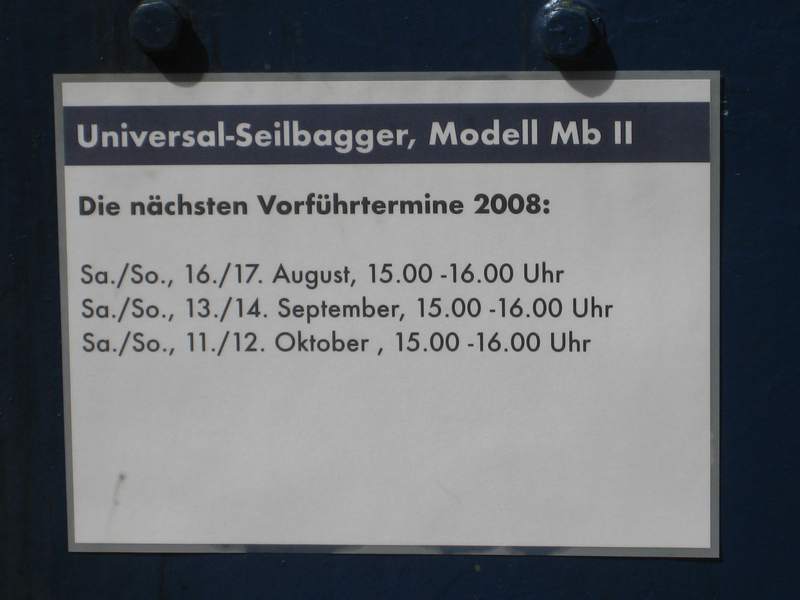 Universal-Seilbagger, Modell Mb II
Die nächsten Vorführtermine 2008:
Sa./So., 16./17. August, 15.00 -16.00 Uhr
Sa./So., 13./14. September, 15.00 -16.00 Uhr
Sa./So., 11./12. Oktober , 15.00 -16.00 Uhr